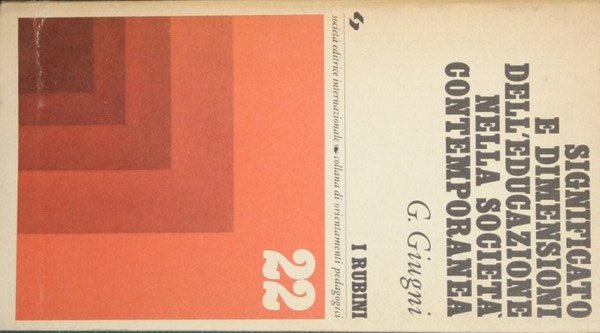 SIGNIFICATO
E DIMENSIONI
DELL'EDUCAZIONE
NELLA SOCIETÀ
CONTEMPORANEA
G. Giugni
I RUBINI
società editrice internazionale collana di orientamenti pedagogici
22